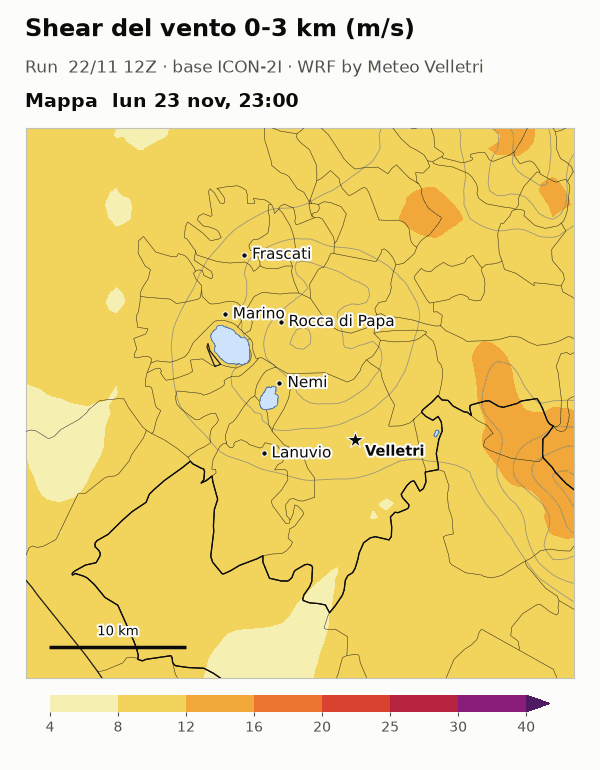 Shear del vento 0-3 km (m/s)
Run  22/11 12Z · base ICON-2I · WRF by Meteo Velletri
Mappa  lun 23 nov, 23:00
Frascati
Marino
Rocca di Papa
Nemi
Velletri
Lanuvio
10 km
4 8 12 16 20 25 30 40